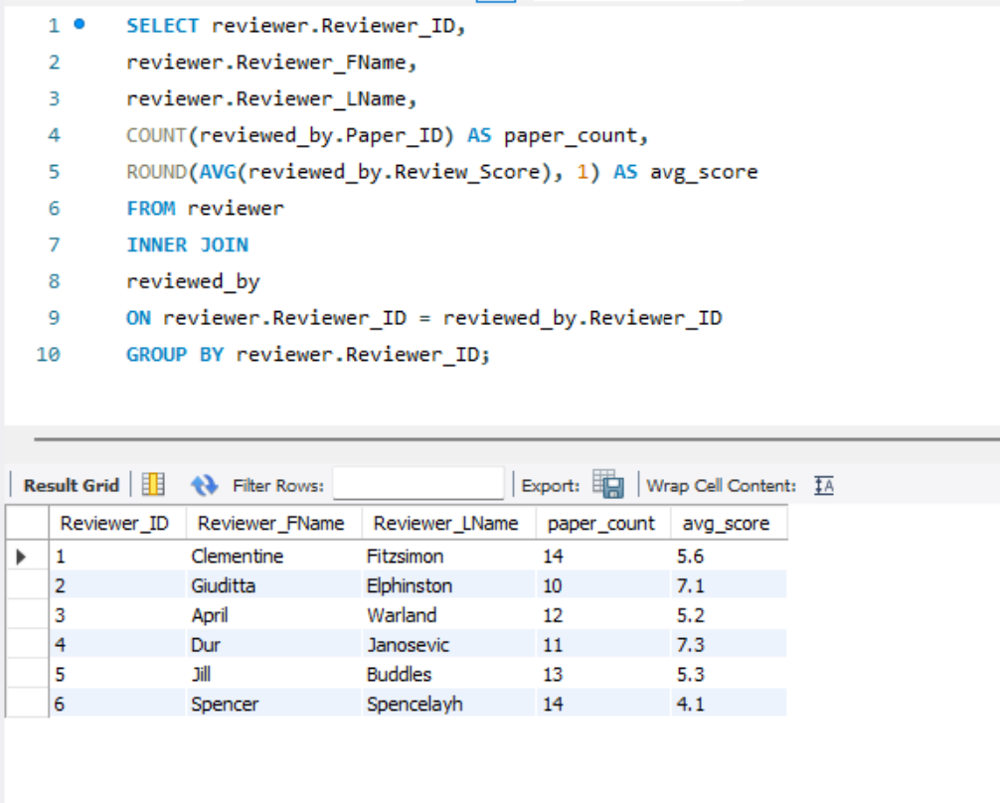 1 SELECT reviewer.Reviewer_ID,
2 reviewer.Reviewer_FName,
3 reviewer.Reviewer_LName,
4 COUNT(reviewed_by.Paper_ID) AS paper_count,
5 ROUND(AVG(reviewed_by.Review_Score), 1) AS avg_score
6 FROM reviewer
7 INNER JOIN
8 reviewed_by
9 ON reviewer.Reviewer_ID = reviewed_by.Reviewer_ID
10 GROUP BY reviewer.Reviewer_ID;
Result Grid Filter Rows: Export: Wrap Cell Content: IA
Reviewer_ID Reviewer_FName Reviewer_LName paper_count avg_score
1 Clementine Fitzsimon 14 5.6
2 Giuditta Elphinston 10 7.1
3 April Warland 12 5.2
4 Dur Janosevic 11 7.3
5 Jill Buddles 13 5.3
6 Spencer Spencelayh 14 4.1